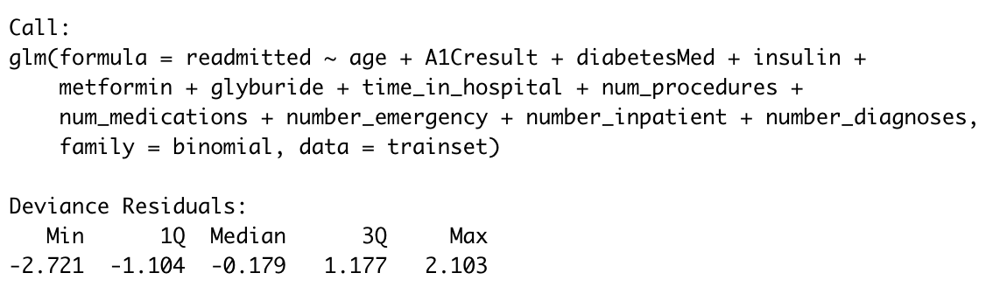 Call:
glm(formula = readmitted ~ age + A1Cresult + diabetesMed + insulin +
    metformin + glyburide + time_in_hospital + num_procedures +
    num_medications + number_emergency + number_inpatient + number_diagnoses,
    family = binomial, data = trainset)

Deviance Residuals:
   Min      1Q  Median      3Q     Max
-2.721  -1.104  -0.179   1.177   2.103